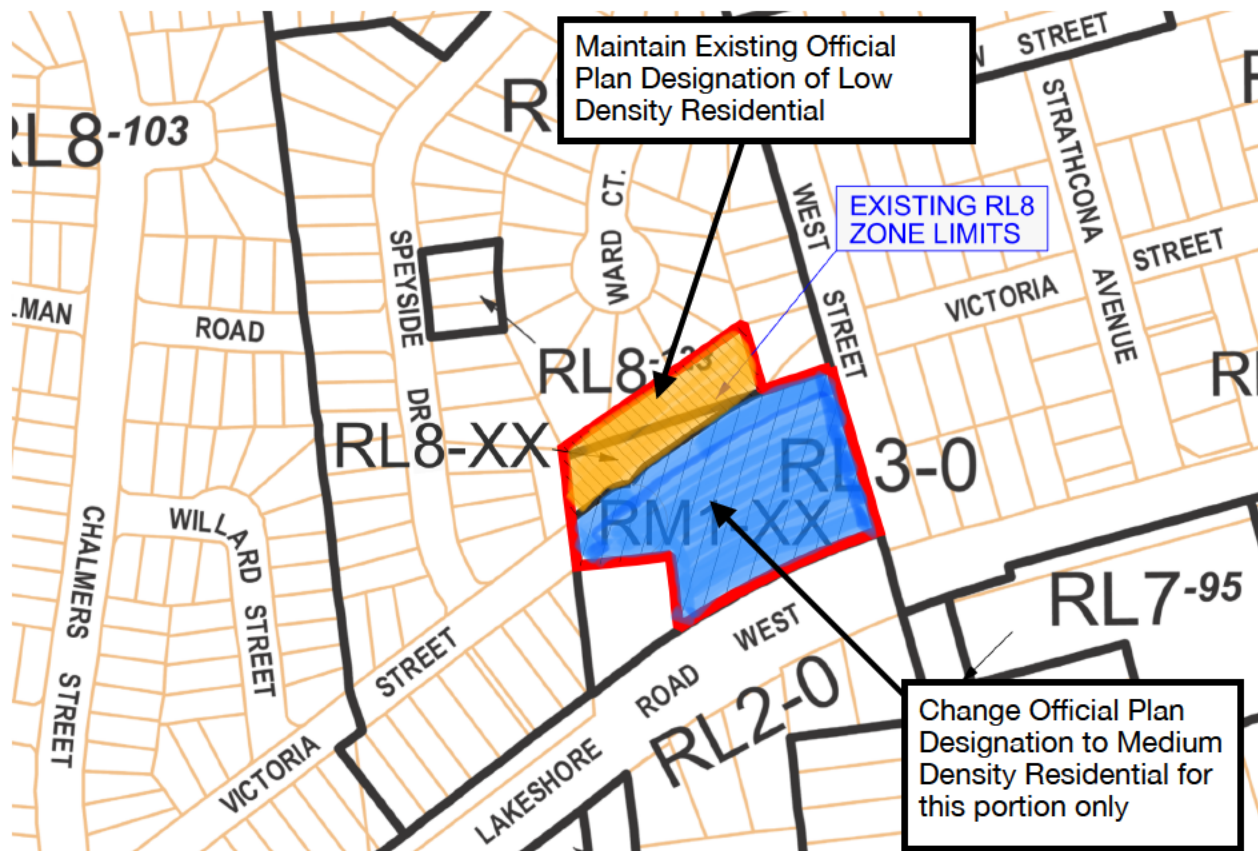 Maintain Existing Official
Plan Designation of Low
Density Residential
STREET
RL8-103
STRATHCONA AVENUE
WARD CT.
WEST STREET
EXISTING RL8
ZONE LIMITS
SPEYSIDE DR
VICTORIA STREET
ROAD
RL8-
RL8-XX
RL3-0
RM1-XX
CHALMERS STREET
WILLARD STREET
RL7-95
VICTORIA STREET
LAKESHORE ROAD WEST
RL2-0
Change Official Plan
Designation to Medium
Density Residential for
this portion only